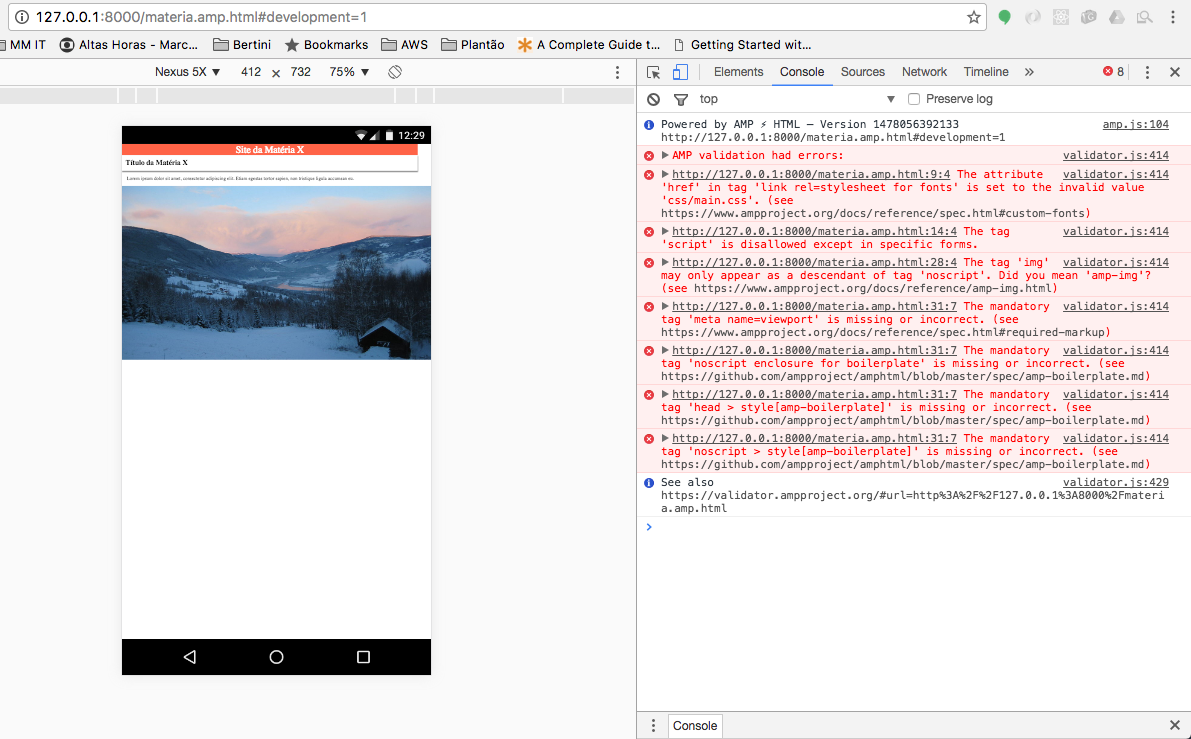 127.0.0.1:8000/materia.amp.html#development=1
MM IT
Altas Horas - Marc...
Bertini
Bookmarks
AWS
Plantão
A Complete Guide t...
Getting Started wit...
Nexus 5X ▼ 412 × 732 75% ▼
Elements Console Sources Network Timeline » 8
top ▼ Preserve log
12:29
Site da Matéria X
Título da Matéria X
Lorem ipsum dolor sit amet, consectetur adipiscing elit. Etiam egestas tortor sapien, non tristique ligula accumsan eu.
Powered by AMP ⚡ HTML – Version 1478056392133 amp.js:104
http://127.0.0.1:8000/materia.amp.html#development=1
AMP validation had errors: validator.js:414
http://127.0.0.1:8000/materia.amp.html:9:4 The attribute validator.js:414
'href' in tag 'link rel=stylesheet for fonts' is set to the invalid value
'css/main.css'. (see
https://www.ampproject.org/docs/reference/spec.html#custom-fonts)
http://127.0.0.1:8000/materia.amp.html:14:4 The tag validator.js:414
'script' is disallowed except in specific forms.
http://127.0.0.1:8000/materia.amp.html:28:4 The tag 'img' validator.js:414
may only appear as a descendant of tag 'noscript'. Did you mean 'amp-img'?
(see https://www.ampproject.org/docs/reference/amp-img.html)
http://127.0.0.1:8000/materia.amp.html:31:7 The mandatory validator.js:414
tag 'meta name=viewport' is missing or incorrect. (see
https://www.ampproject.org/docs/reference/spec.html#required-markup)
http://127.0.0.1:8000/materia.amp.html:31:7 The mandatory validator.js:414
tag 'noscript enclosure for boilerplate' is missing or incorrect. (see
https://github.com/ampproject/amphtml/blob/master/spec/amp-boilerplate.md)
http://127.0.0.1:8000/materia.amp.html:31:7 The mandatory validator.js:414
tag 'head > style[amp-boilerplate]' is missing or incorrect. (see
https://github.com/ampproject/amphtml/blob/master/spec/amp-boilerplate.md)
http://127.0.0.1:8000/materia.amp.html:31:7 The mandatory validator.js:414
tag 'noscript > style[amp-boilerplate]' is missing or incorrect. (see
https://github.com/ampproject/amphtml/blob/master/spec/amp-boilerplate.md)
See also validator.js:429
https://validator.ampproject.org/#url=http%3A%2F%2F127.0.0.1%3A8000%2Fmateri
a.amp.html
Console